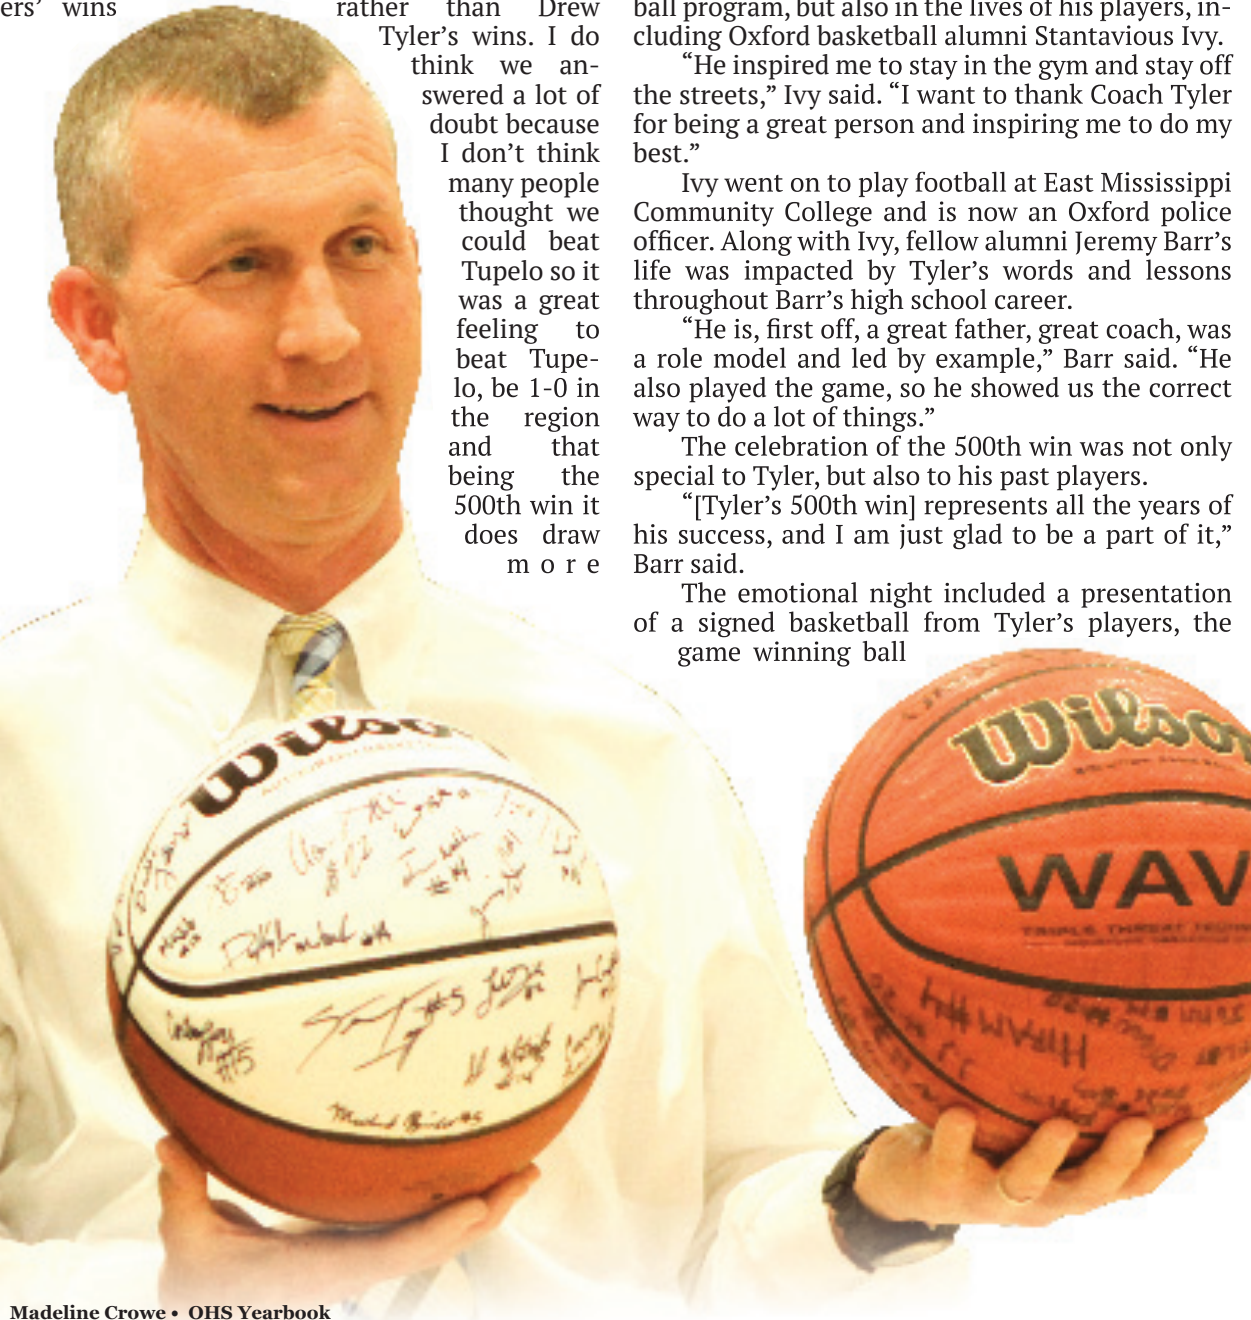 ers’ wins
rather than Drew
Tyler’s wins. I do
think we an-
swered a lot of
doubt because
I don’t think
many people
thought we
could beat
Tupelo so it
was a great
feeling to
beat Tupe-
lo, be 1-0 in
the region
and that
being the
500th win it
does draw
more
ball program, but also in the lives of his players, in-
cluding Oxford basketball alumni Stantavious Ivy.
“He inspired me to stay in the gym and stay off
the streets,” Ivy said. “I want to thank Coach Tyler
for being a great person and inspiring me to do my
best.”
Ivy went on to play football at East Mississippi
Community College and is now an Oxford police
officer. Along with Ivy, fellow alumni Jeremy Barr’s
life was impacted by Tyler’s words and lessons
throughout Barr’s high school career.
“He is, first off, a great father, great coach, was
a role model and led by example,” Barr said. “He
also played the game, so he showed us the correct
way to do a lot of things.”
The celebration of the 500th win was not only
special to Tyler, but also to his past players.
“[Tyler’s 500th win] represents all the years of
his success, and I am just glad to be a part of it,”
Barr said.
The emotional night included a presentation
of a signed basketball from Tyler’s players, the
game winning ball
Wilson
#14
#5
#15
Wilso
WAV
TRIPLE THREAT
HIRAM #4
Madeline Crowe • OHS Yearbook